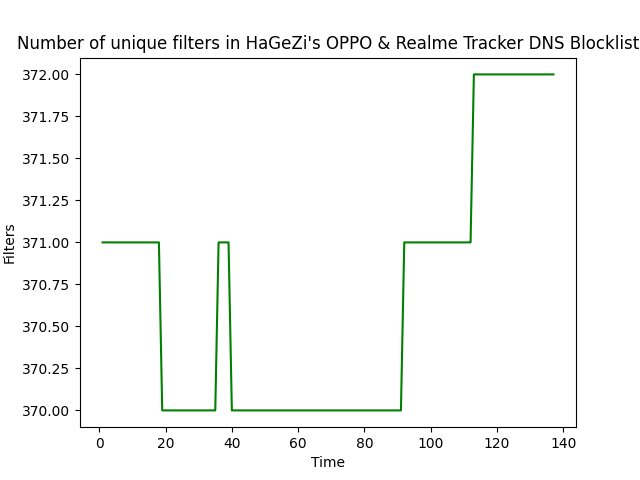 Number of unique filters in HaGeZi's OPPO & Realme Tracker DNS Blocklist
372.00
371.75
371.50
371.25
371.00
370.75
370.50
370.25
370.00
Filters
0 20 40 60 80 100 120 140
Time